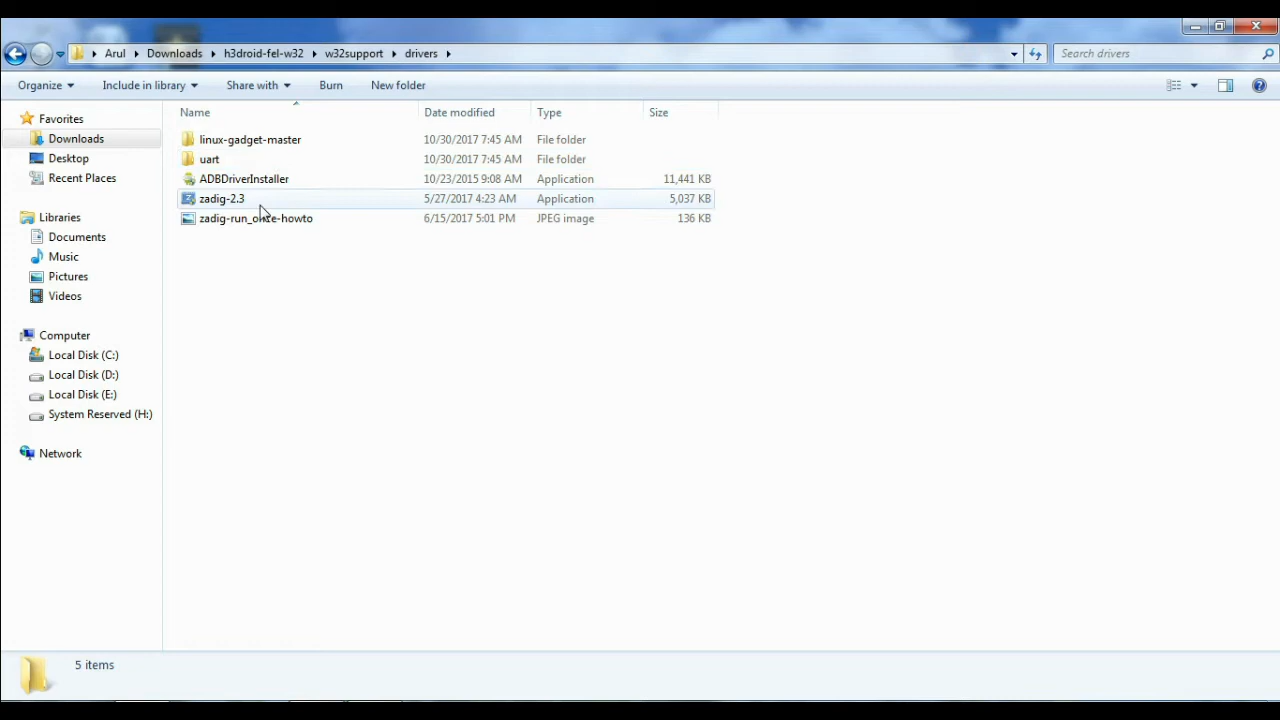 Arul Downloads h3droid-fel-w32 w32support drivers Search drivers
Organize Include in library Share with Burn New folder
Name Date modified Type Size
Favorites
Downloads
Desktop
Recent Places
Libraries
Documents
Music
Pictures
Videos
Computer
Local Disk (C:)
Local Disk (D:)
Local Disk (E:)
System Reserved (H:)
Network
linux-gadget-master 10/30/2017 7:45 AM File folder
uart 10/30/2017 7:45 AM File folder
ADBDriverInstaller 10/23/2015 9:08 AM Application 11,441 KB
zadig-2.3 5/27/2017 4:23 AM Application 5,037 KB
zadig-run_once-howto 6/15/2017 5:01 PM JPEG image 136 KB
5 items